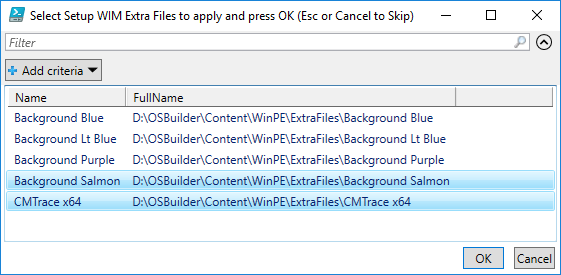 Select Setup WIM Extra Files to apply and press OK (Esc or Cancel to Skip)
Filter
Add criteria
Name FullName
Background Blue D:\OSBuilder\Content\WinPE\ExtraFiles\Background Blue
Background Lt Blue D:\OSBuilder\Content\WinPE\ExtraFiles\Background Lt Blue
Background Purple D:\OSBuilder\Content\WinPE\ExtraFiles\Background Purple
Background Salmon D:\OSBuilder\Content\WinPE\ExtraFiles\Background Salmon
CMTrace x64 D:\OSBuilder\Content\WinPE\ExtraFiles\CMTrace x64
OK Cancel